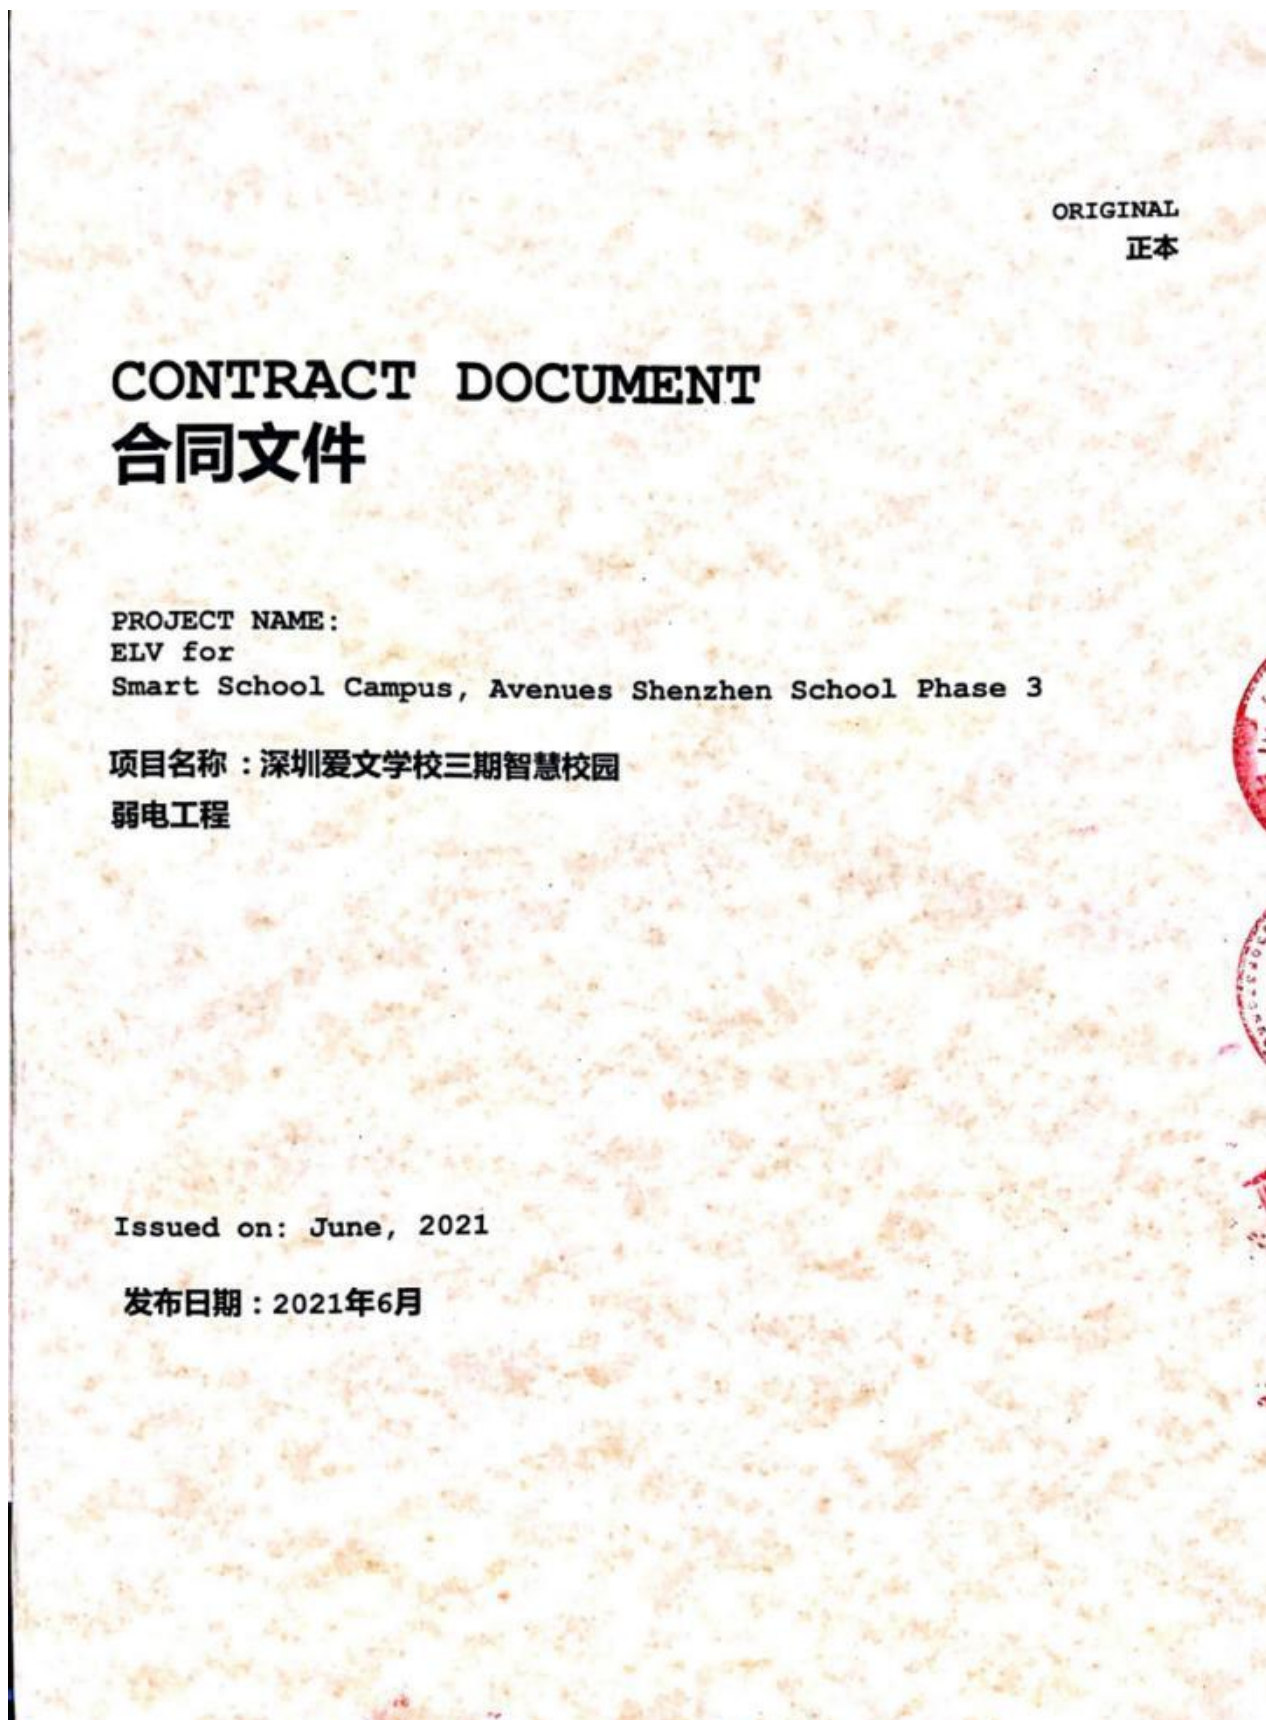 ORIGINAL
正本
CONTRACT DOCUMENT
合同文件
PROJECT NAME:
ELV for
Smart School Campus, Avenues Shenzhen School Phase 3
项目名称：深圳爱文学校三期智慧校园
弱电工程
Issued on: June, 2021
发布日期：2021年6月